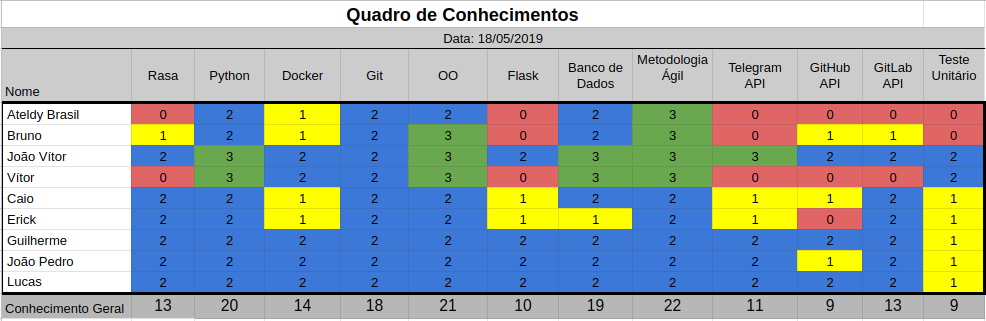 Quadro de Conhecimentos
Data: 18/05/2019
Nome Rasa Python Docker Git OO Flask Banco de Dados Metodologia Ágil Telegram API GitHub API GitLab API Teste Unitário
Ateldy Brasil 0 2 1 2 2 0 2 3 0 0 0 0
Bruno 1 2 1 2 3 0 2 3 0 1 1 0
João Vítor 2 3 2 2 3 2 3 3 3 2 2 2
Vítor 0 3 2 2 3 0 3 3 0 0 0 2
Caio 2 2 1 2 2 1 2 2 1 1 2 1
Erick 2 2 1 2 2 1 1 2 1 0 2 1
Guilherme 2 2 2 2 2 2 2 2 2 2 2 1
João Pedro 2 2 2 2 2 2 2 2 2 1 2 1
Lucas 2 2 2 2 2 2 2 2 2 2 2 1
Conhecimento Geral 13 20 14 18 21 10 19 22 11 9 13 9